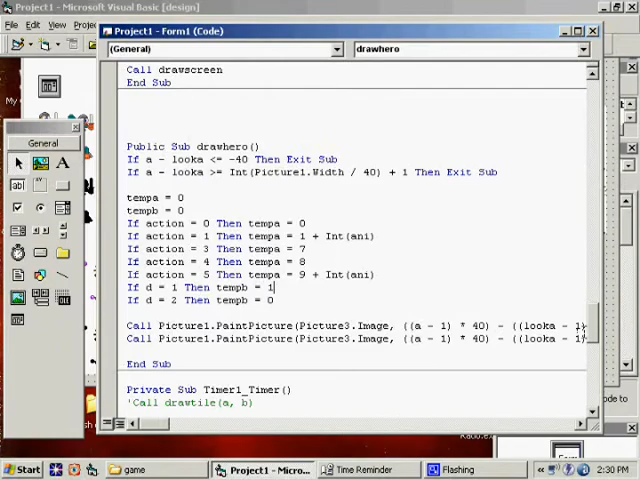 Project1 - Microsoft Visual Basic [design]
File Edit View Project
Project1 - Form1 (Code)
(General) drawhero
Call drawscreen
End Sub
Public Sub drawhero()
If a - looka <= -40 Then Exit Sub
If a - looka >= Int(Picture1.Width / 40) + 1 Then Exit Sub
tempa = 0
tempb = 0
If action = 0 Then tempa = 0
If action = 1 Then tempa = 1 + Int(ani)
If action = 3 Then tempa = 7
If action = 4 Then tempa = 8
If action = 5 Then tempa = 9 + Int(ani)
If d = 1 Then tempb = 1
If d = 2 Then tempb = 0
Call Picture1.PaintPicture(Picture3.Image, ((a - 1) * 40) - ((looka - 1)
Call Picture1.PaintPicture(Picture3.Image, ((a - 1) * 40) - ((looka - 1)
End Sub
Private Sub Timer1_Timer()
'Call drawtile(a, b)
General
A
ab|
Start game Project1 - Micro... Time Reminder Flashing 2:30 PM